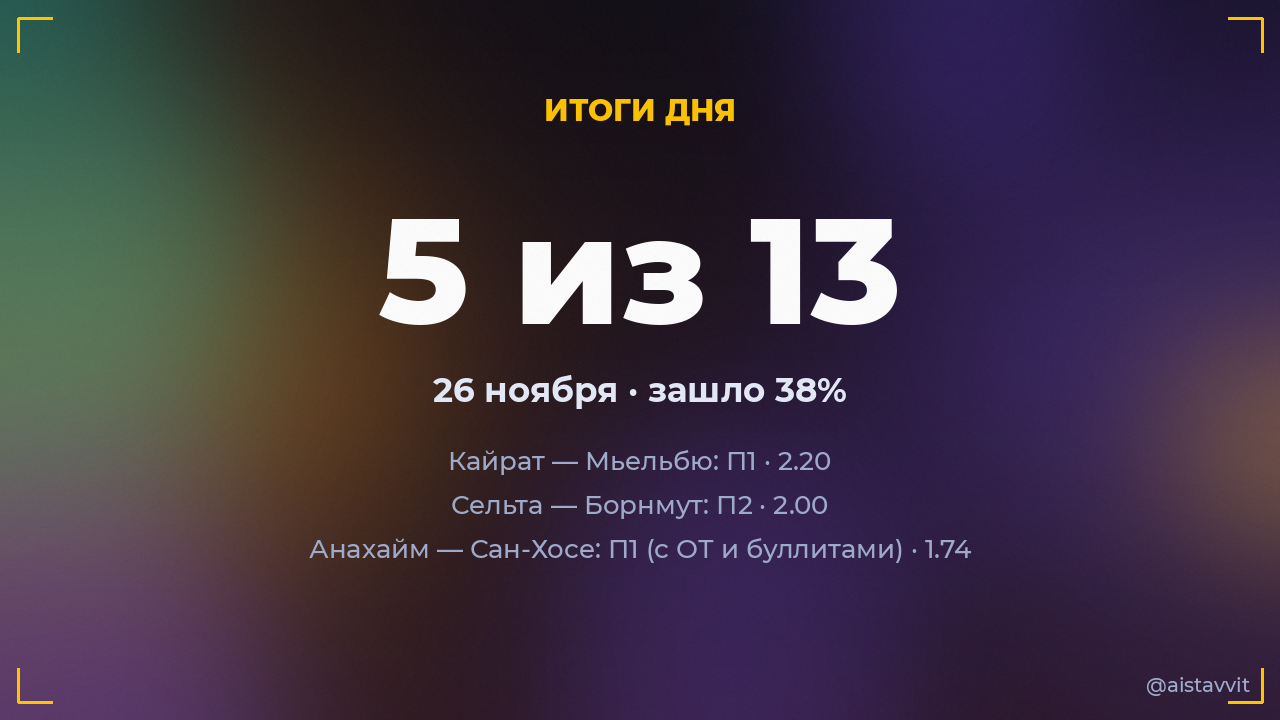 ИТОГИ ДНЯ
5 из 13
26 ноября · зашло 38%
Кайрат — Мьельбю: П1 · 2.20
Сельта — Борнмут: П2 · 2.00
Анахайм — Сан-Хосе: П1 (с ОТ и буллитами) · 1.74
@aistavvit